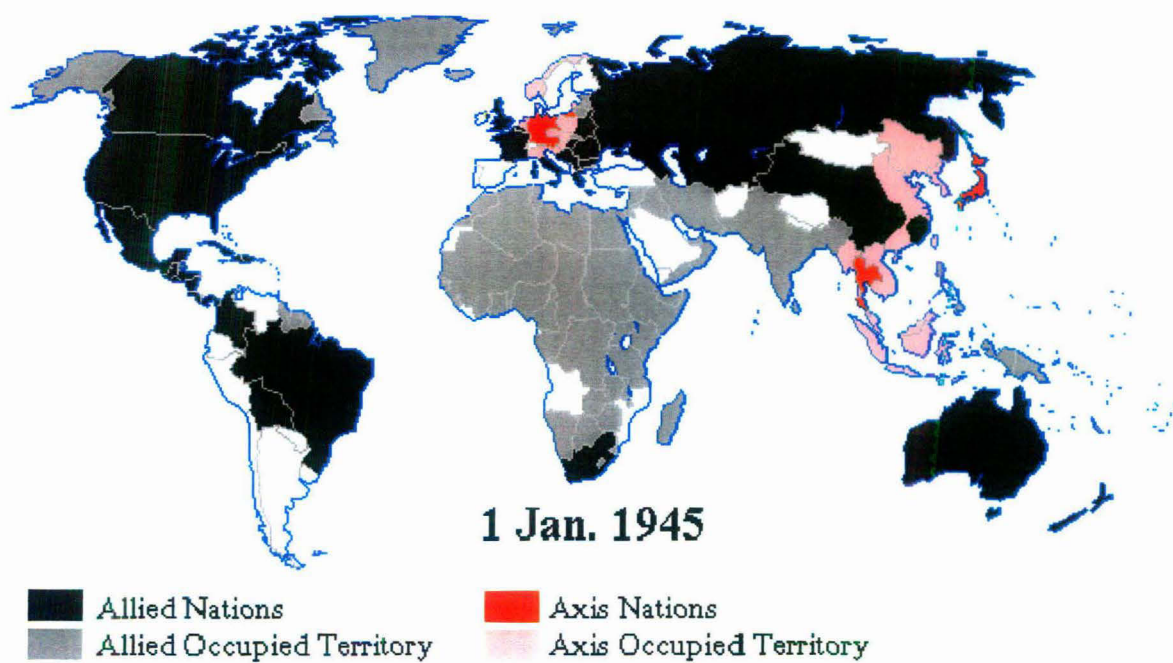 1 Jan. 1945
Allied Nations
Axis Nations
Allied Occupied Territory
Axis Occupied Territory